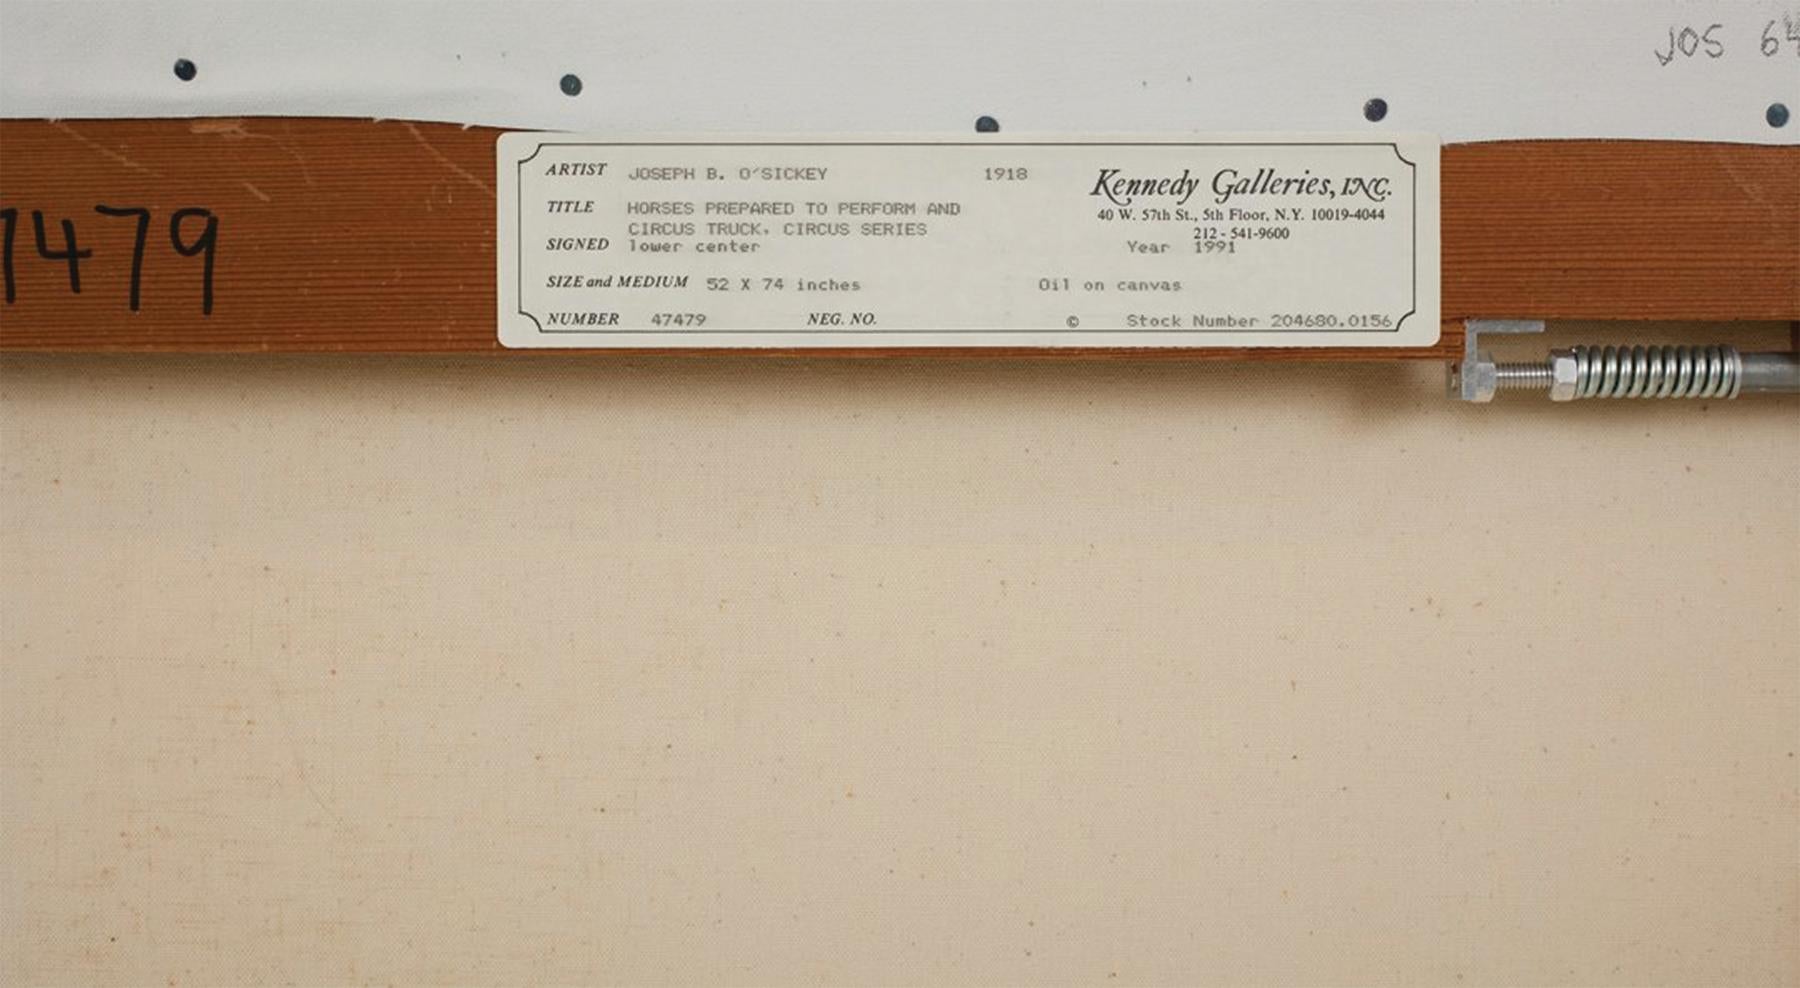 JOS 64
7479
ARTIST JOSEPH B. O'SICKEY 1918
TITLE HORSES PREPARED TO PERFORM AND
CIRCUS TRUCK, CIRCUS SERIES
SIGNED lower center
SIZE and MEDIUM 52 X 74 inches Oil on canvas
NUMBER 47479 NEG. NO. © Stock Number 204680.0156
Kennedy Galleries, INC.
40 W. 57th St., 5th Floor, N.Y. 10019-4044
212 - 541-9600
Year 1991